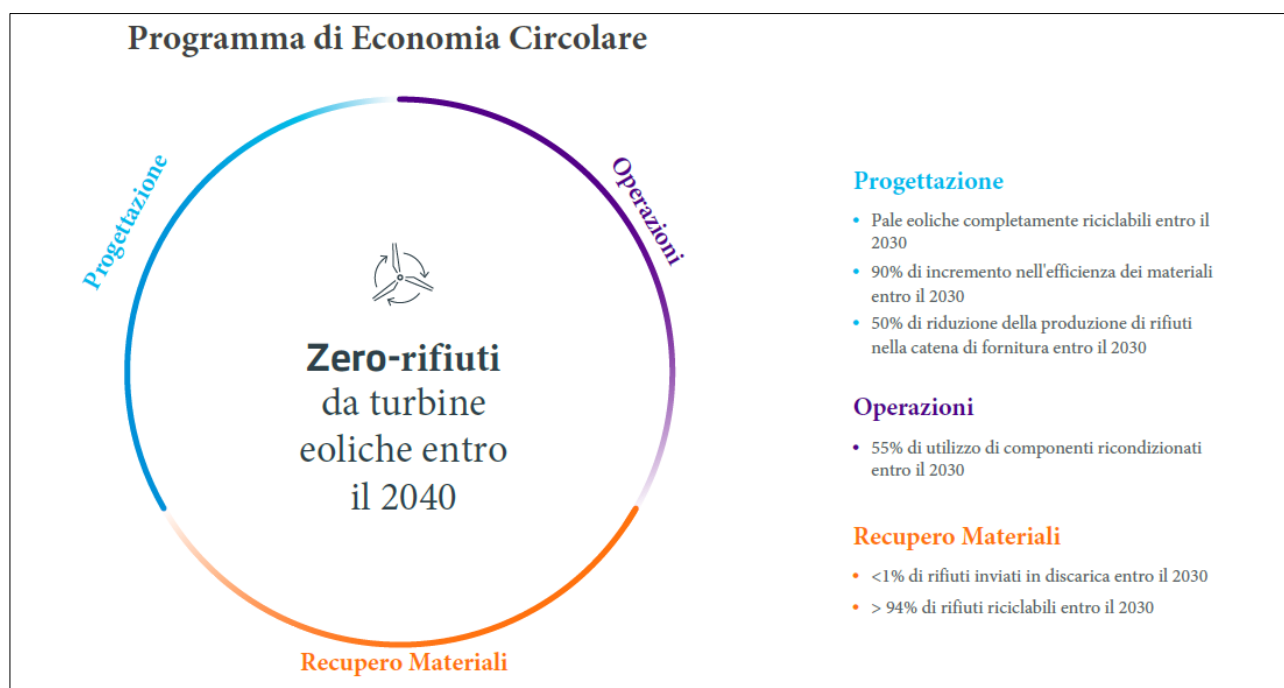 Programma di Economia Circolare
Progettazione
Operazioni
Zero-rifiuti
da turbine
eoliche entro
il 2040
Recupero Materiali
Progettazione
• Pale eoliche completamente riciclabili entro il
2030
• 90% di incremento nell'efficienza dei materiali
entro il 2030
• 50% di riduzione della produzione di rifiuti
nella catena di fornitura entro il 2030
Operazioni
• 55% di utilizzo di componenti ricondizionati
entro il 2030
Recupero Materiali
• <1% di rifiuti inviati in discarica entro il 2030
• > 94% di rifiuti riciclabili entro il 2030